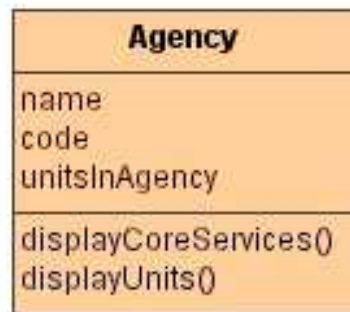 Agency
name
code
unitsInAgency
displayCoreServices()
displayUnits()